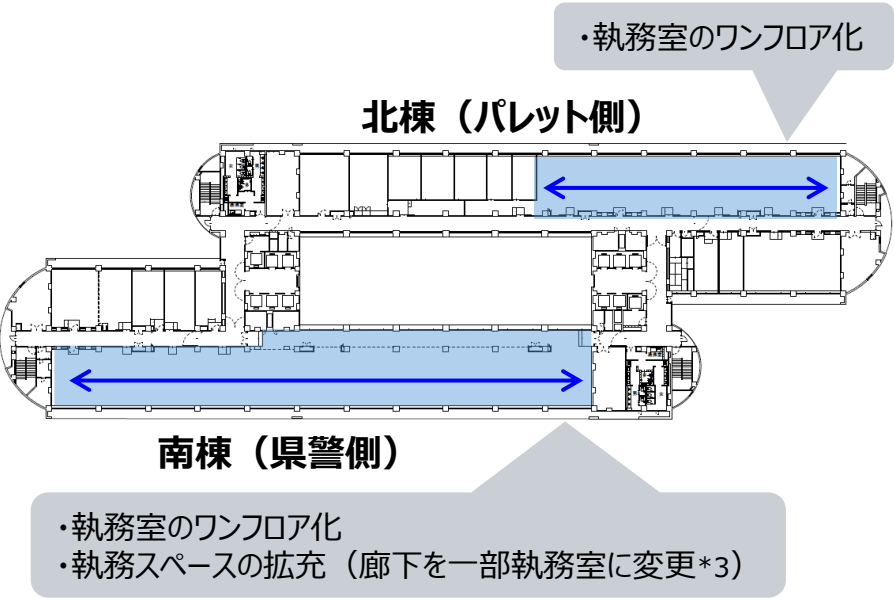 ・執務室のワンフロア化
北棟（パレット側）
南棟（県警側）
・執務室のワンフロア化
・執務スペースの拡充（廊下を一部執務室に変更*3）